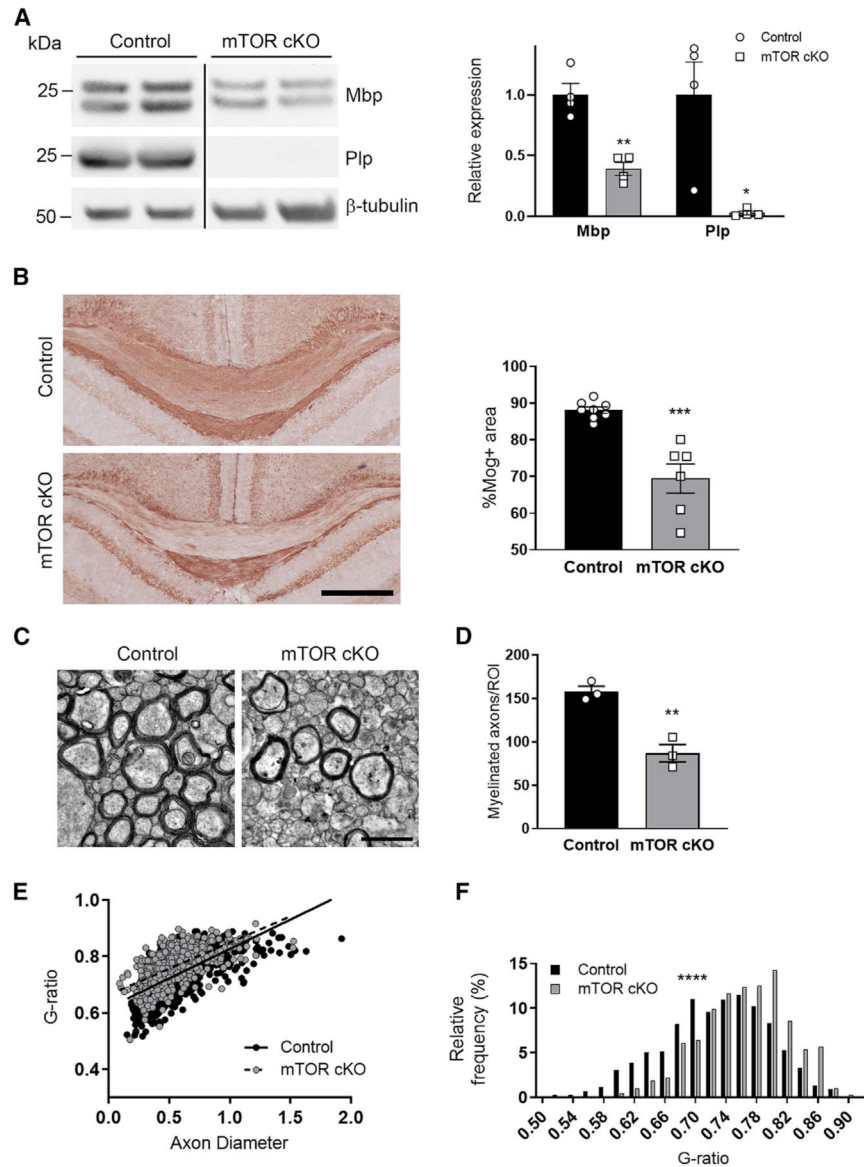 A
kDa
Control
mTOR cKO
25
Mbp
25
Plp
50
β-tubulin
Control
mTOR cKO
Relative expression
1.0
0.5
0.0
**
*
Mbp
Plp
B
Control
mTOR cKO
%Mog+ area
100
90
80
70
60
50
***
Control
mTOR cKO
C
Control
mTOR cKO
D
Myelinated axons/ROI
200
150
100
50
0
**
Control
mTOR cKO
E
G-ratio
1.0
0.8
0.6
0.4
0.0
0.5
1.0
1.5
2.0
Axon Diameter
Control
mTOR cKO
F
Relative
frequency (%)
15
10
5
0
Control
mTOR cKO
****
0.50
0.54
0.58
0.62
0.66
0.70
0.74
0.78
0.82
0.86
0.90
G-ratio